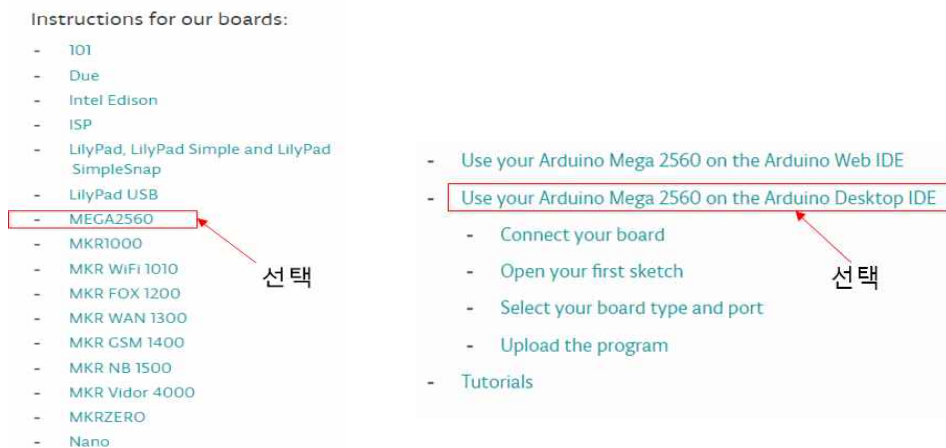 Instructions for our boards:
- 101
- Due
- Intel Edison
- ISP
- LilyPad, LilyPad Simple and LilyPad
SimpleSnap
- LilyPad USB
- MEGA2560
- MKR1000
- MKR WiFi 1010
- MKR FOX 1200
- MKR WAN 1300
- MKR GSM 1400
- MKR NB 1500
- MKR Vidor 4000
- MKRZERO
- Nano
선택
- Use your Arduino Mega 2560 on the Arduino Web IDE
- Use your Arduino Mega 2560 on the Arduino Desktop IDE
- Connect your board
- Open your first sketch
- Select your board type and port
- Upload the program
- Tutorials
선택